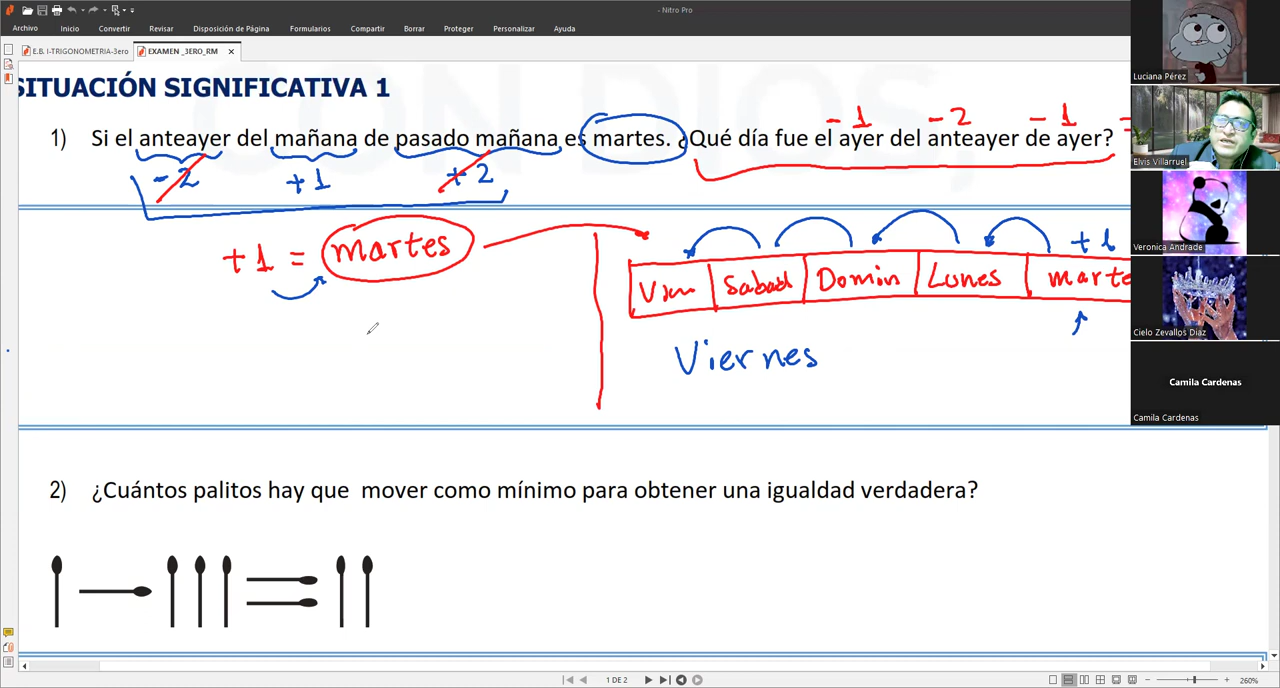 - Nitro Pro
Archivo Inicio Convertir Revisar Disposición de Página Formularios Compartir Borrar Proteger Personalizar Ayuda
E.B. I-TRIGONOMETRIA-3ero EXAMEN _3ERO_RM
SITUACIÓN SIGNIFICATIVA 1
-1 -2 -1
1) Si el anteayer del mañana de pasado mañana es martes. ¿Qué día fue el ayer del anteayer de ayer?
-2 +1 +2
+1 = martes
+1
Vien Sabad Domin Lunes marte
Viernes
2) ¿Cuántos palitos hay que mover como mínimo para obtener una igualdad verdadera?
Luciana Pérez
Elvis Villarruel
Veronica Andrade
Cielo Zevallos Diaz
Camila Cardenas
Camila Cardenas
1 DE 2
260%